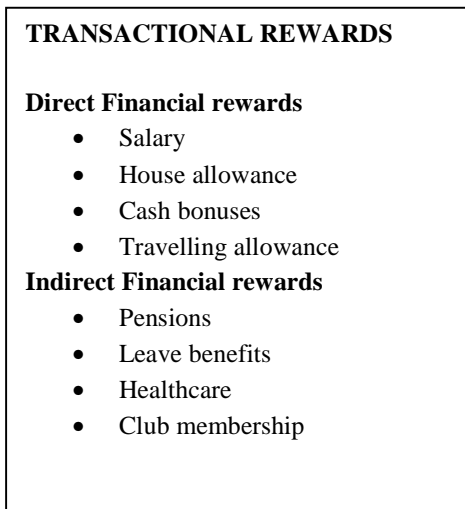 TRANSACTIONAL REWARDS
Direct Financial rewards
• Salary
• House allowance
• Cash bonuses
• Travelling allowance
Indirect Financial rewards
• Pensions
• Leave benefits
• Healthcare
• Club membership